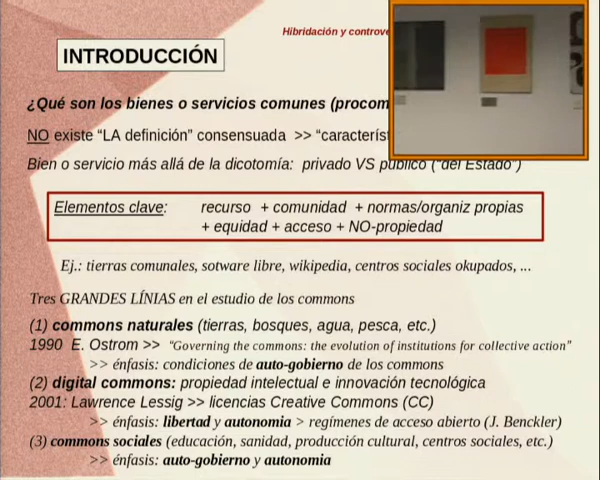 Hibridación y controve
INTRODUCCIÓN
¿Qué son los bienes o servicios comunes (procom
NO existe “LA definición” consensuada >> “caracterís
Bien o servicio más allá de la dicotomía: privado VS público (“del Estado”)
Elementos clave: recurso + comunidad + normas/organiz propias
+ equidad + acceso + NO-propiedad
Ej.: tierras comunales, sotware libre, wikipedia, centros sociales okupados, ...
Tres GRANDES LÍNIAS en el estudio de los commons
(1) commons naturales (tierras, bosques, agua, pesca, etc.)
1990 E. Ostrom >> “Governing the commons: the evolution of institutions for collective action”
>> énfasis: condiciones de auto-gobierno de los commons
(2) digital commons: propiedad intelectual e innovación tecnológica
2001: Lawrence Lessig >> licencias Creative Commons (CC)
>> énfasis: libertad y autonomia > regímenes de acceso abierto (J. Benckler)
(3) commons sociales (educación, sanidad, producción cultural, centros sociales, etc.)
>> énfasis: auto-gobierno y autonomia